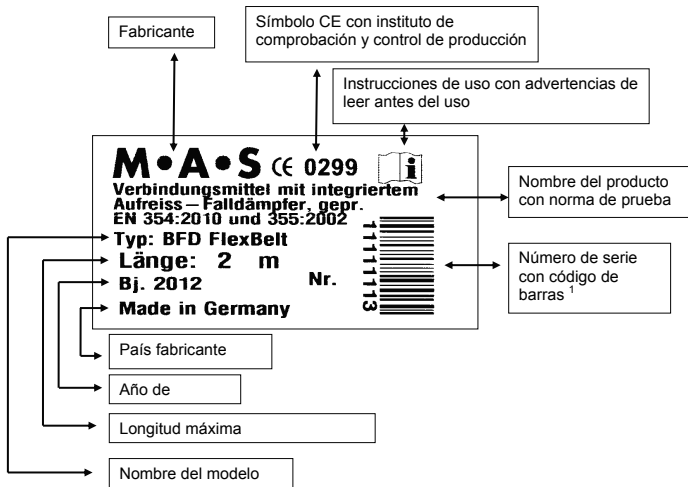 Fabricante
Símbolo CE con instituto de
comprobación y control de producción
Instrucciones de uso con advertencias de
leer antes del uso
M•A•S CE 0299 i
Verbindungsmittel mit integriertem
Aufreiss – Falldämpfer, gepr.
EN 354:2010 und 355:2002
Typ: BFD FlexBelt
Länge: 2 m
Bj. 2012
Nr.
Made in Germany
Nombre del producto
con norma de prueba
Número de serie
con código de
barras 1
País fabricante
Año de
Longitud máxima
Nombre del modelo